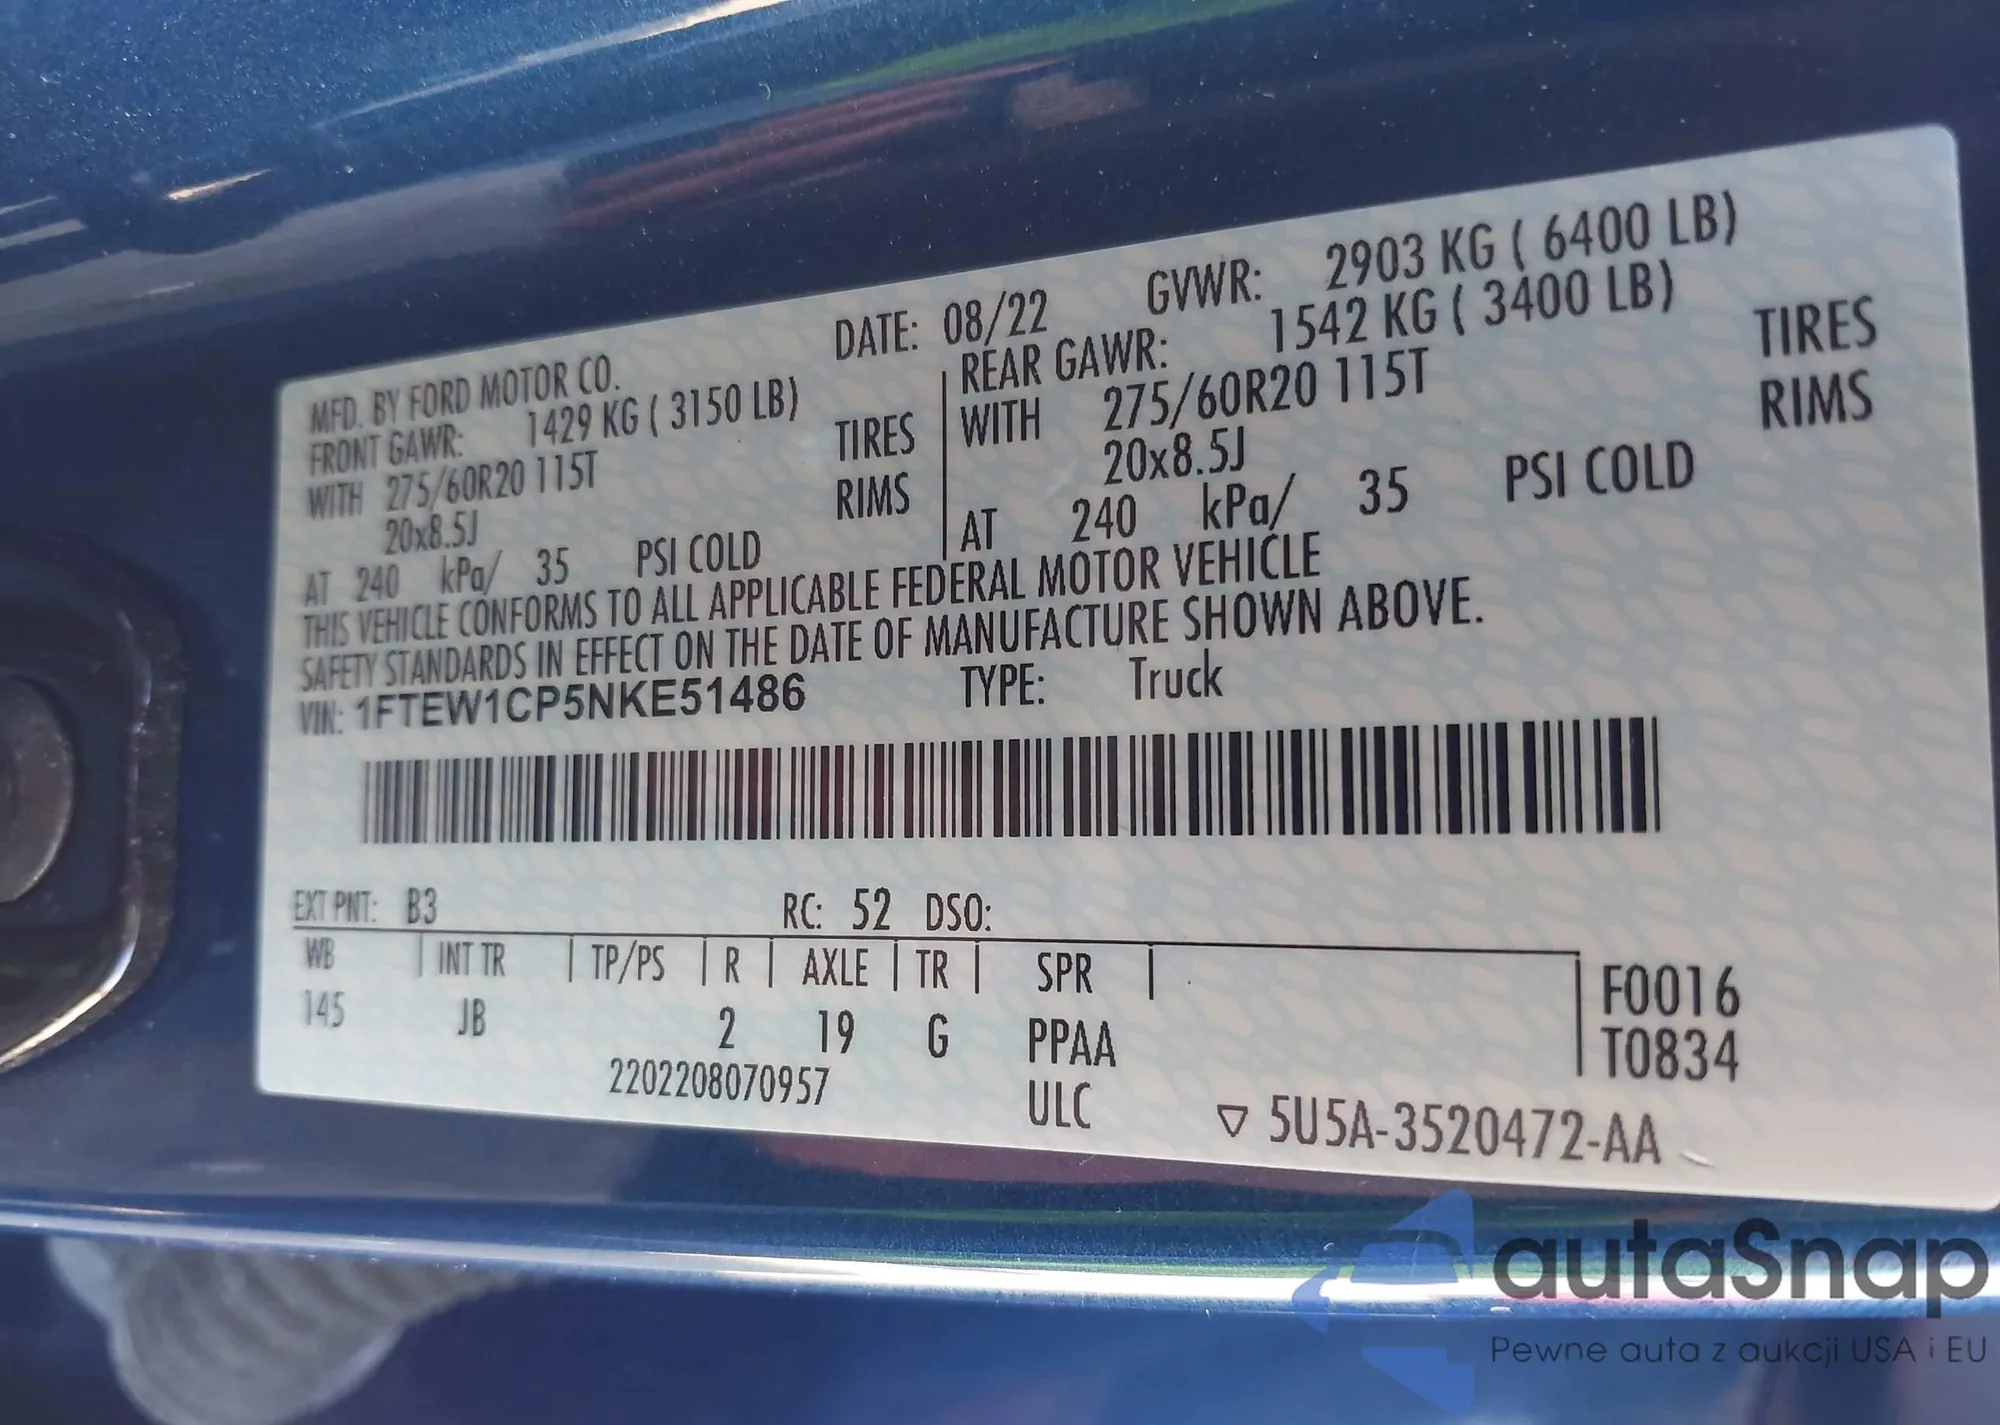 MFD. BY FORD MOTOR CO.
DATE: 08/22 GVWR: 2903 KG ( 6400 LB)
FRONT GAWR: 1429 KG ( 3150 LB)
WITH 275/60R20 115T TIRES
20x8.5J RIMS
AT 240 kPa/ 35 PSI COLD
REAR GAWR: 1542 KG ( 3400 LB)
WITH 275/60R20 115T TIRES
20x8.5J RIMS
AT 240 kPa/ 35 PSI COLD
THIS VEHICLE CONFORMS TO ALL APPLICABLE FEDERAL MOTOR VEHICLE
SAFETY STANDARDS IN EFFECT ON THE DATE OF MANUFACTURE SHOWN ABOVE.
VIN: 1FTEW1CP5NKE51486 TYPE: Truck
EXT PNT: B3 RC: 52 DSO:
WB | INT TR | TP/PS | R | AXLE | TR | SPR |
145 JB 2 19 G PPAA
F0016
T0834
2202208070957 ULC
▽ 5U5A-3520472-AA
autaSnap
Pewne auta z aukcji USA i EU